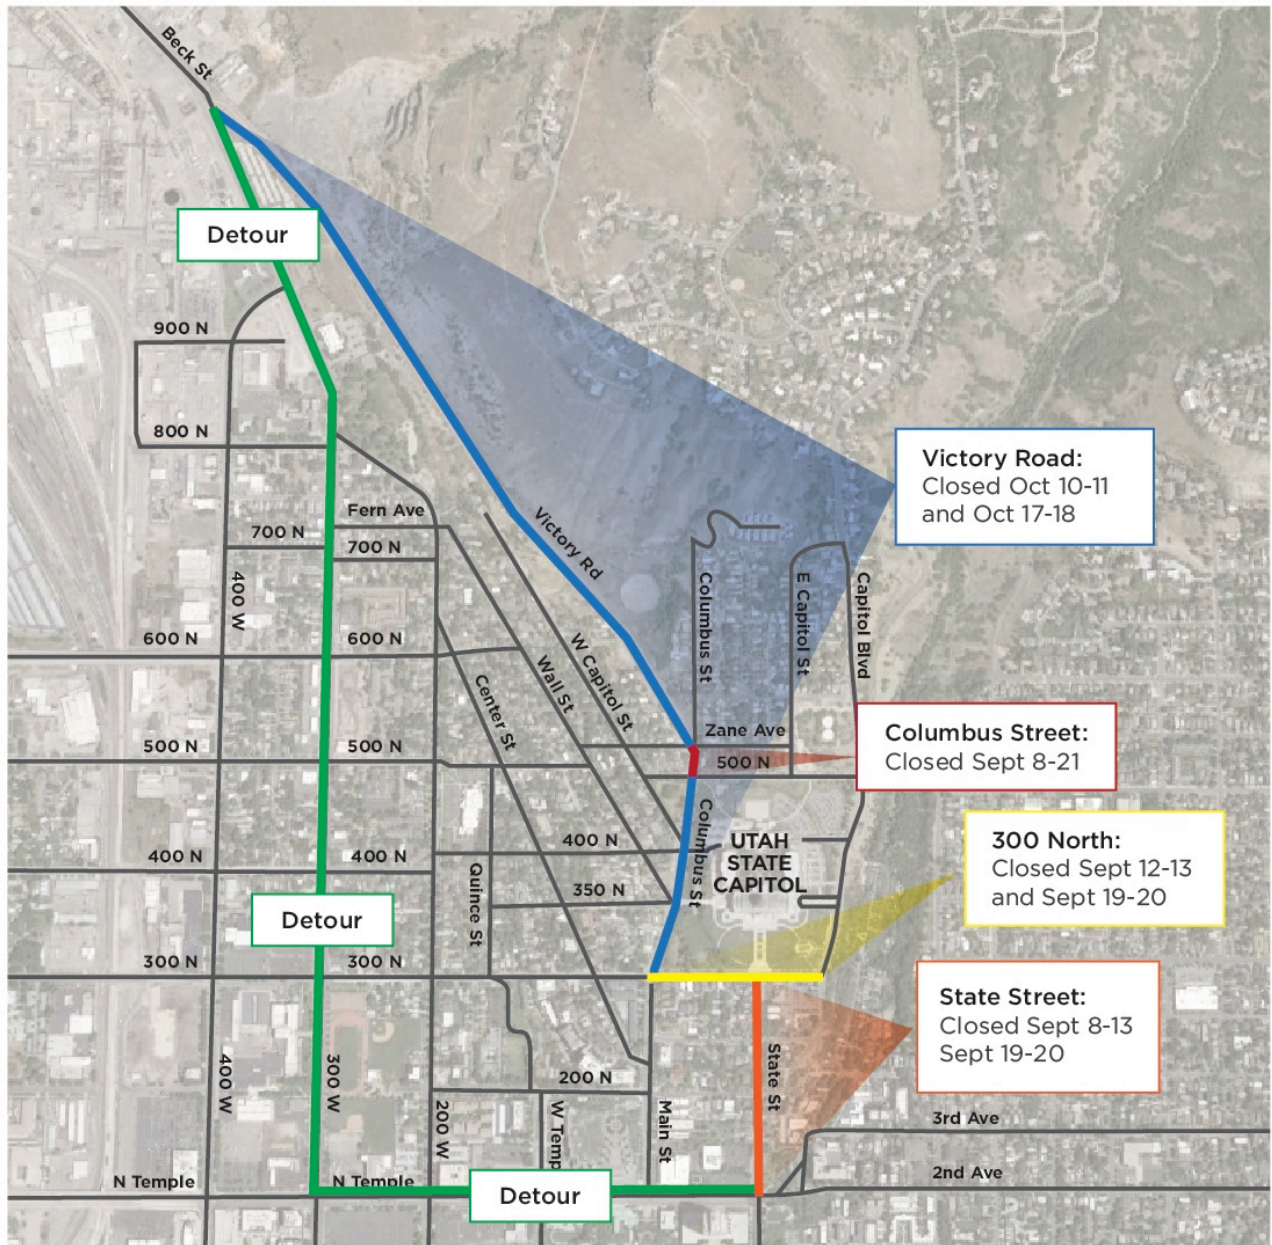 Beck St
Detour
900 N
800 N
Victory Road:
Closed Oct 10-11
and Oct 17-18
Fern Ave
700 N
700 N
Victory Rd
400 W
Columbus St
E Capitol St
Capitol Blvd
600 N
600 N
Wall St
W Capitol St
Center St
Zane Ave
500 N
500 N
500 N
Columbus Street:
Closed Sept 8-21
400 N
400 N
400 N
Columbus St
UTAH
STATE
CAPITOL
300 North:
Closed Sept 12-13
and Sept 19-20
350 N
Quince St
Detour
300 N
300 N
State Street:
Closed Sept 8-13
Sept 19-20
400 W
300 W
State St
200 N
200 W
W Temp
Main St
3rd Ave
N Temple
N Temple
Detour
2nd Ave